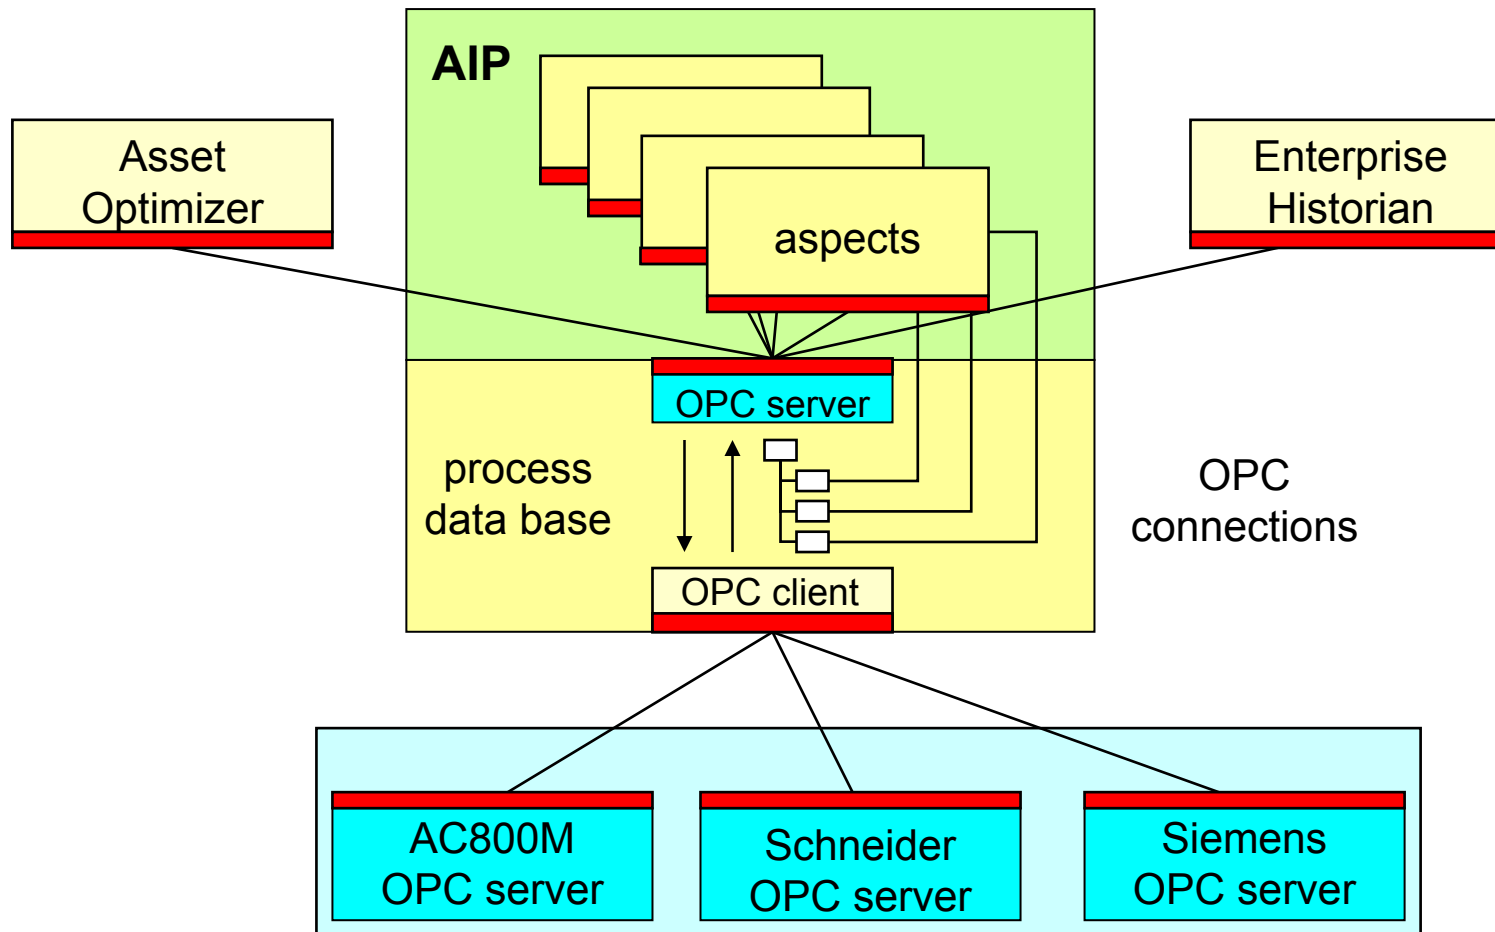 AIP
Asset
Optimizer
Enterprise
Historian
aspects
OPC server
process
data base
OPC
connections
OPC client
AC800M
OPC server
Schneider
OPC server
Siemens
OPC server